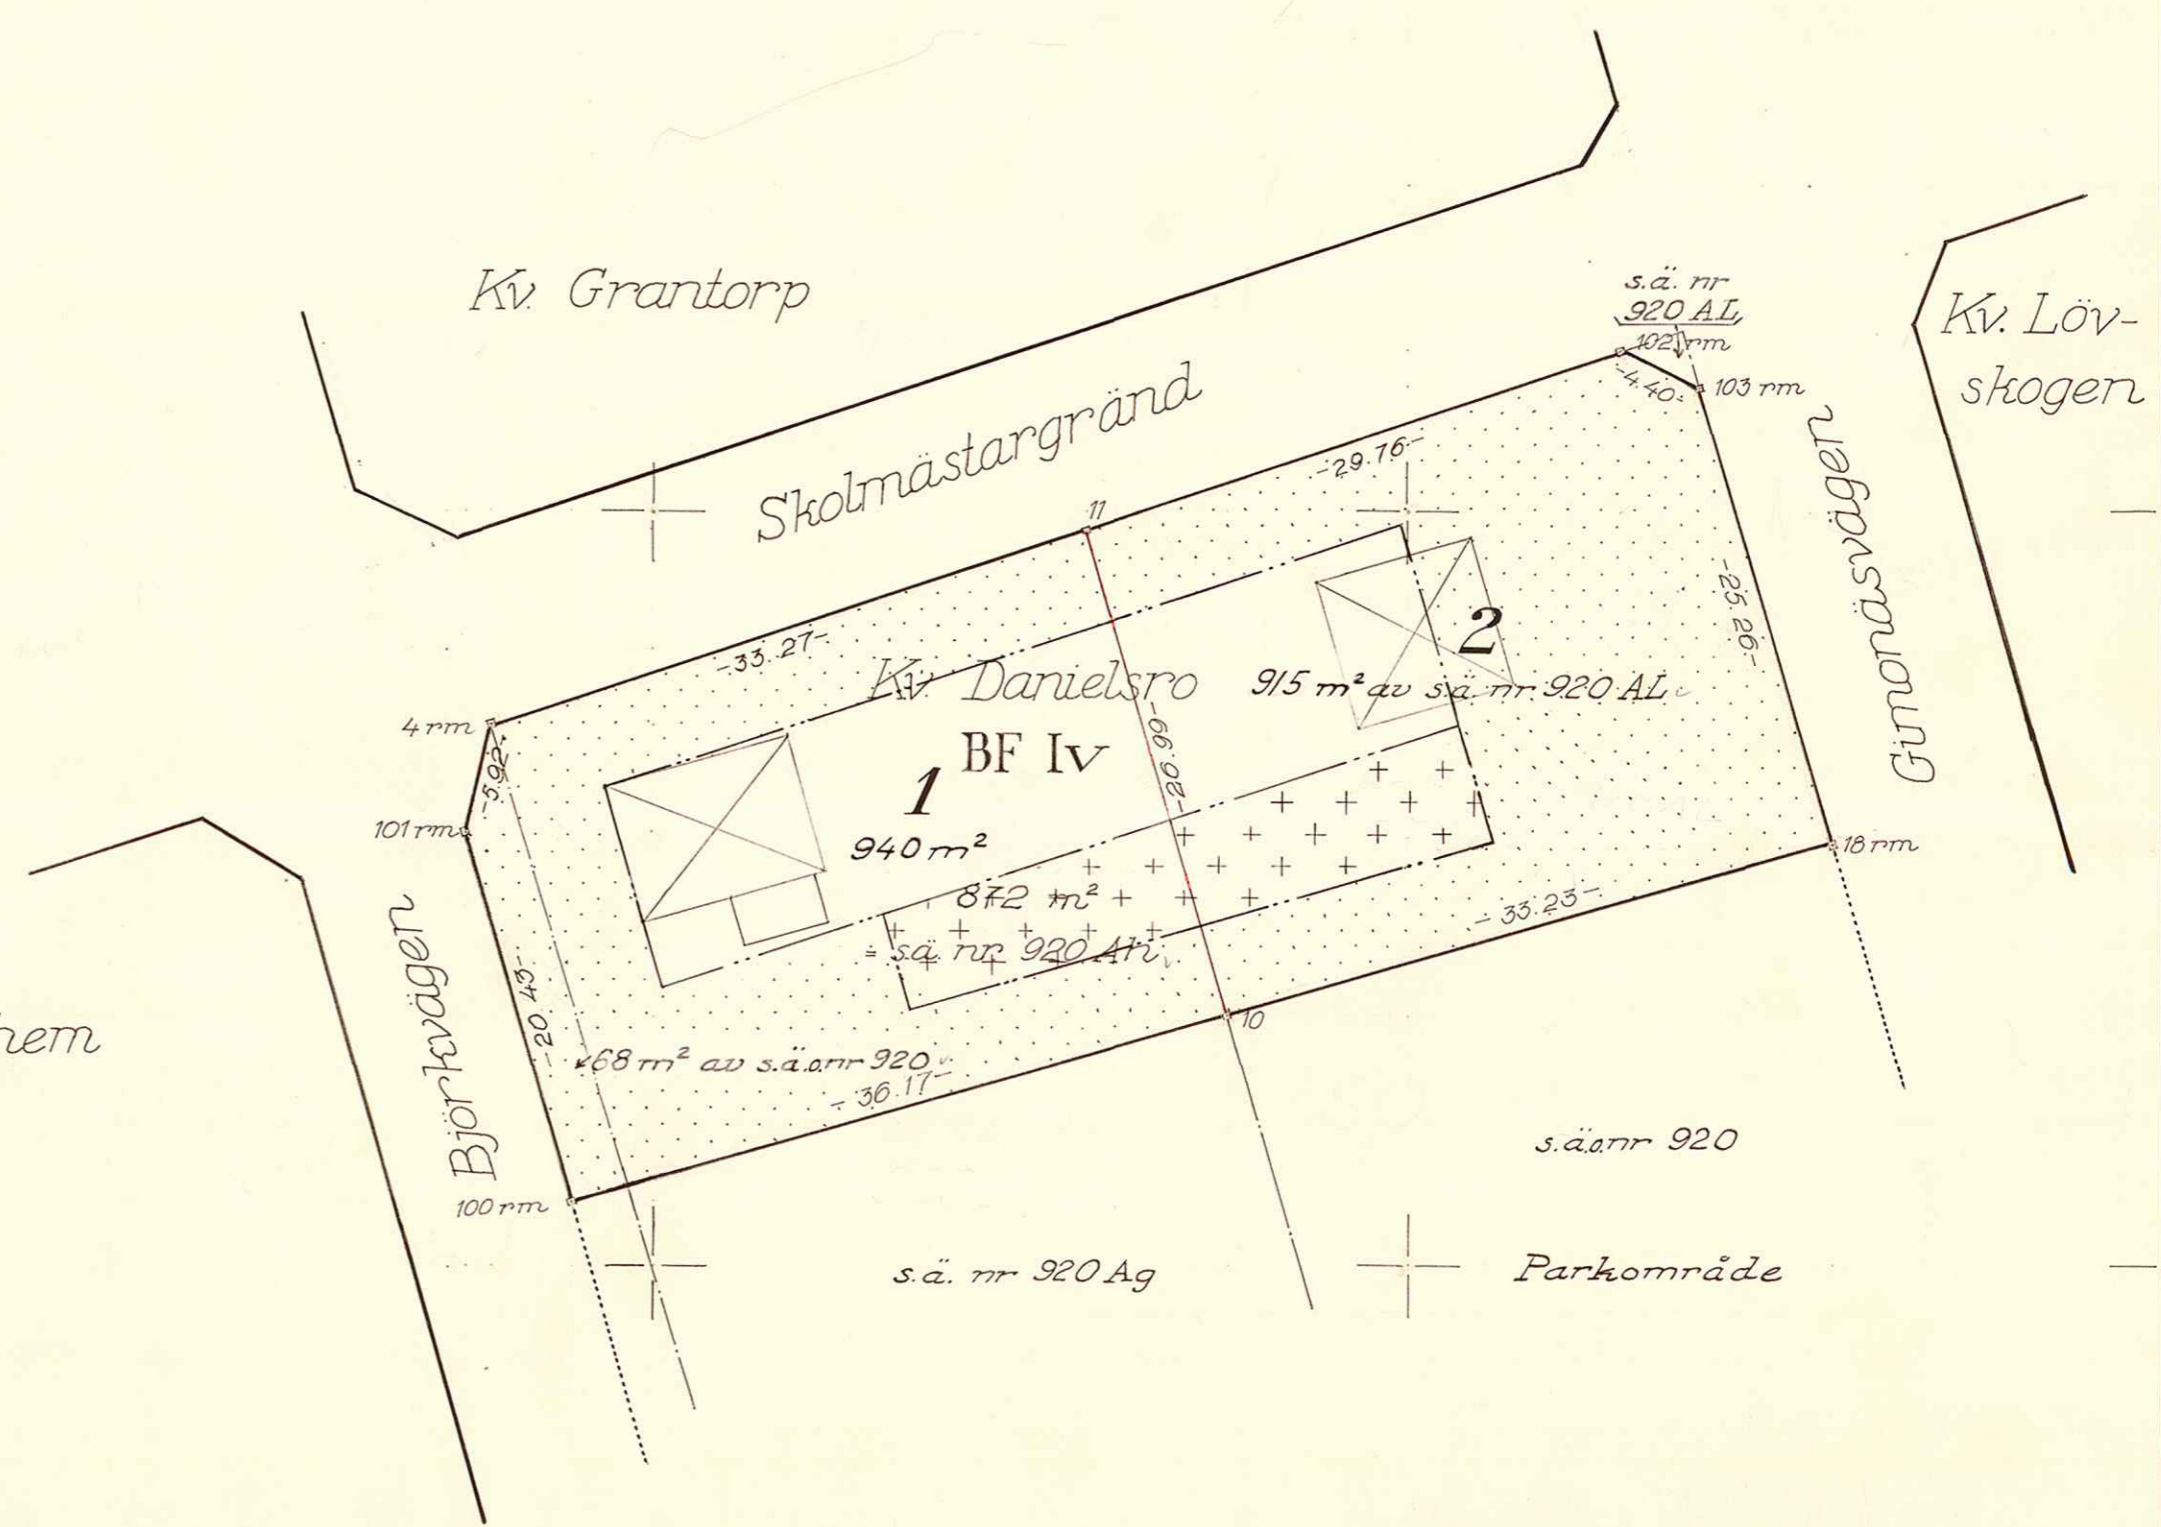 Kv. Grantorp
s.ä. nr
920 AL
Kv. Löv-
skogen
102 rm
4.40
103 rm
Skolmästargränd
-29.76-
11
Gimonäsvägen
-25.26-
-33.27-
2
Kv. Danielsro
915 m² av s.ä. nr 920 AL
4 rm
-5.92-
BF Iv
-26.99-
1
940 m²
101 rm
18 rm
872 m²
-33.23-
= s.ä. nr 920 Ah
Björkvägen
-20.43-
10
hem
68 m² av s.ä.o.nr 920
-36.17-
100 rm
s.ä.o.nr 920
s.ä. nr 920 Ag
Parkområde